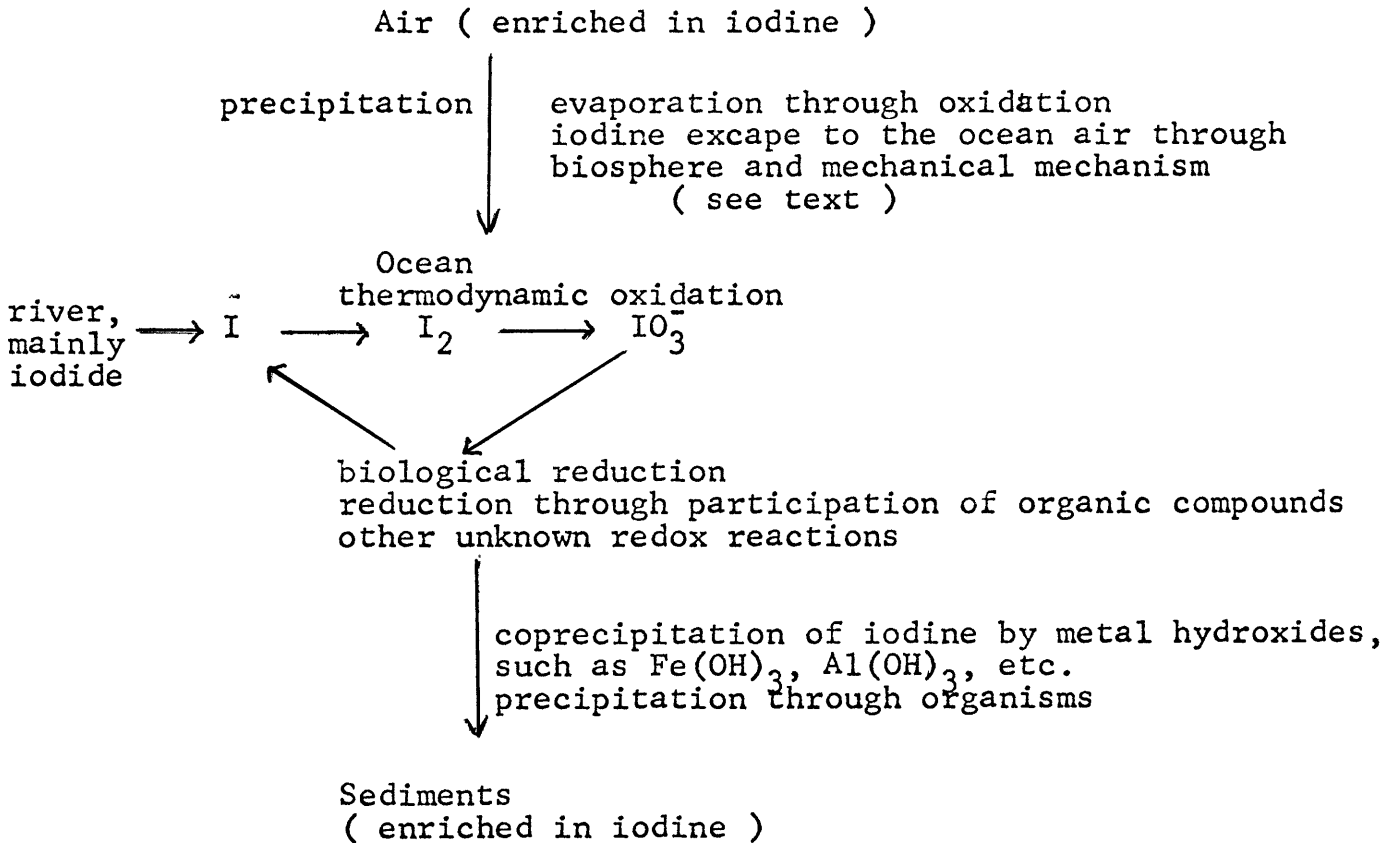 Air ( enriched in iodine )
precipitation
evaporation through oxidation
iodine excape to the ocean air through
biosphere and mechanical mechanism
( see text )
Ocean
thermodynamic oxidation
river,
mainly
iodide
I⁻
I₂
IO₃⁻
biological reduction
reduction through participation of organic compounds
other unknown redox reactions
coprecipitation of iodine by metal hydroxides,
such as Fe(OH)₃, Al(OH)₃, etc.
precipitation through organisms
Sediments
( enriched in iodine )